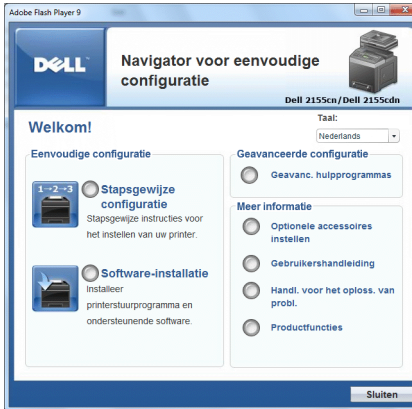 Adobe Flash Player 9
DELL
Navigator voor eenvoudige
configuratie
Dell 2155cn/Dell 2155cdn
Welkom!
Taal:
Nederlands
Eenvoudige configuratie
1→2→3
Stapsgewijze
configuratie
Stapsgewijze instructies voor
het instellen van uw printer.
Software-installatie
Installeer
printerstuurprogramma en
ondersteunende software.
Geavanceerde configuratie
Geavanc. hulpprogrammas
Meer informatie
Optionele accessoires
instellen
Gebruikershandleiding
Handl. voor het oploss. van
probl.
Productfuncties
Sluiten